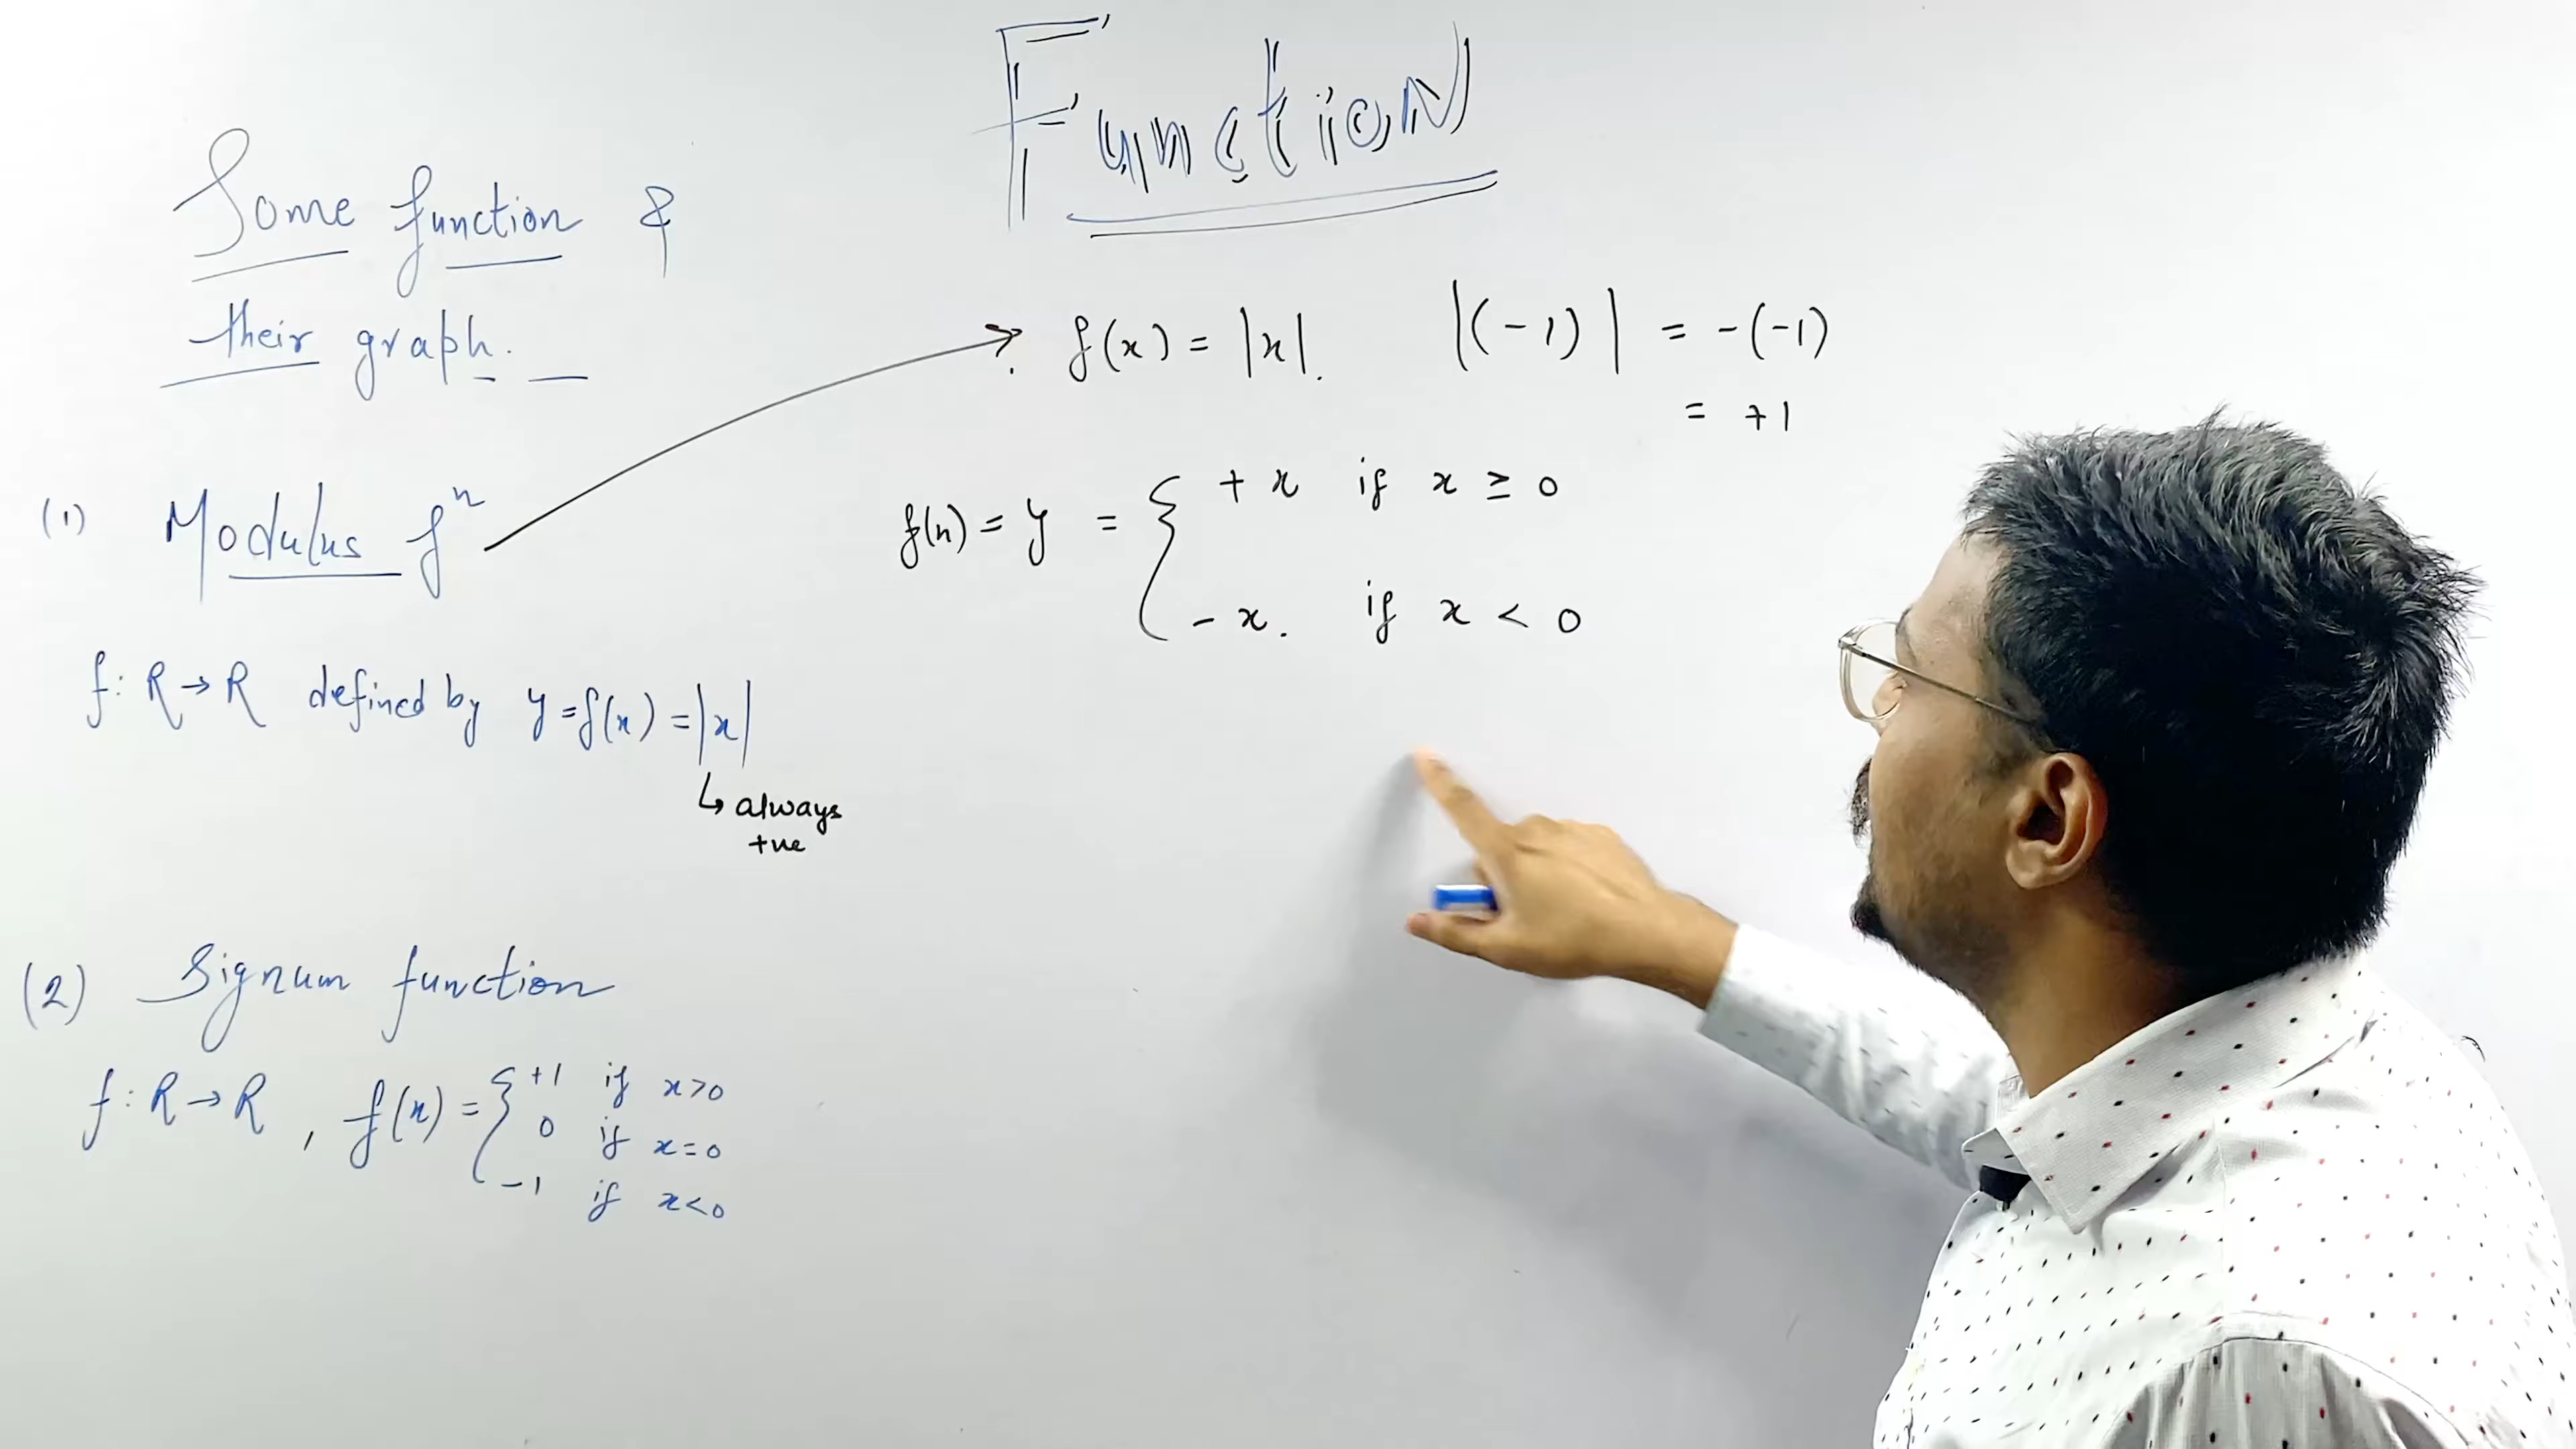 Function
Some function &
their graph.
(1) Modulus fⁿ
f: R→R defined by y=f(x)=|x|
↳ always
+ve
(2) Signum function
f: R→R , f(x) = { +1 if x>0
0 if x=0
-1 if x<0
f(x) = |x|. |(-1)| = -(-1)
= +1
f(x) = y = { + x if x ≥ 0
- x. if x < 0